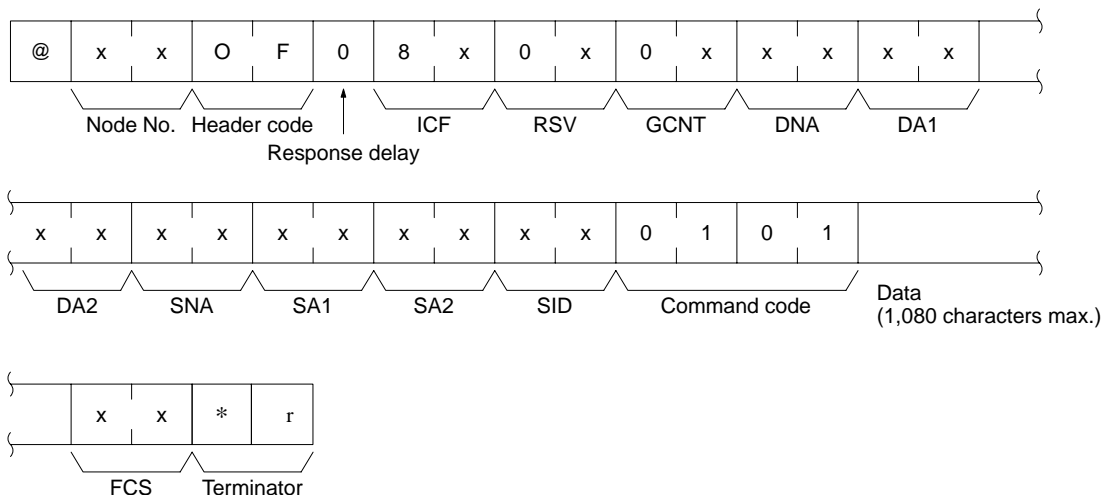 @ x x O F 0 8 x 0 x 0 x x x x x
Node No. Header code ICF RSV GCNT DNA DA1
Response delay
x x x x x x x x x x 0 1 0 1
DA2 SNA SA1 SA2 SID Command code Data
(1,080 characters max.)
x x * r
FCS Terminator